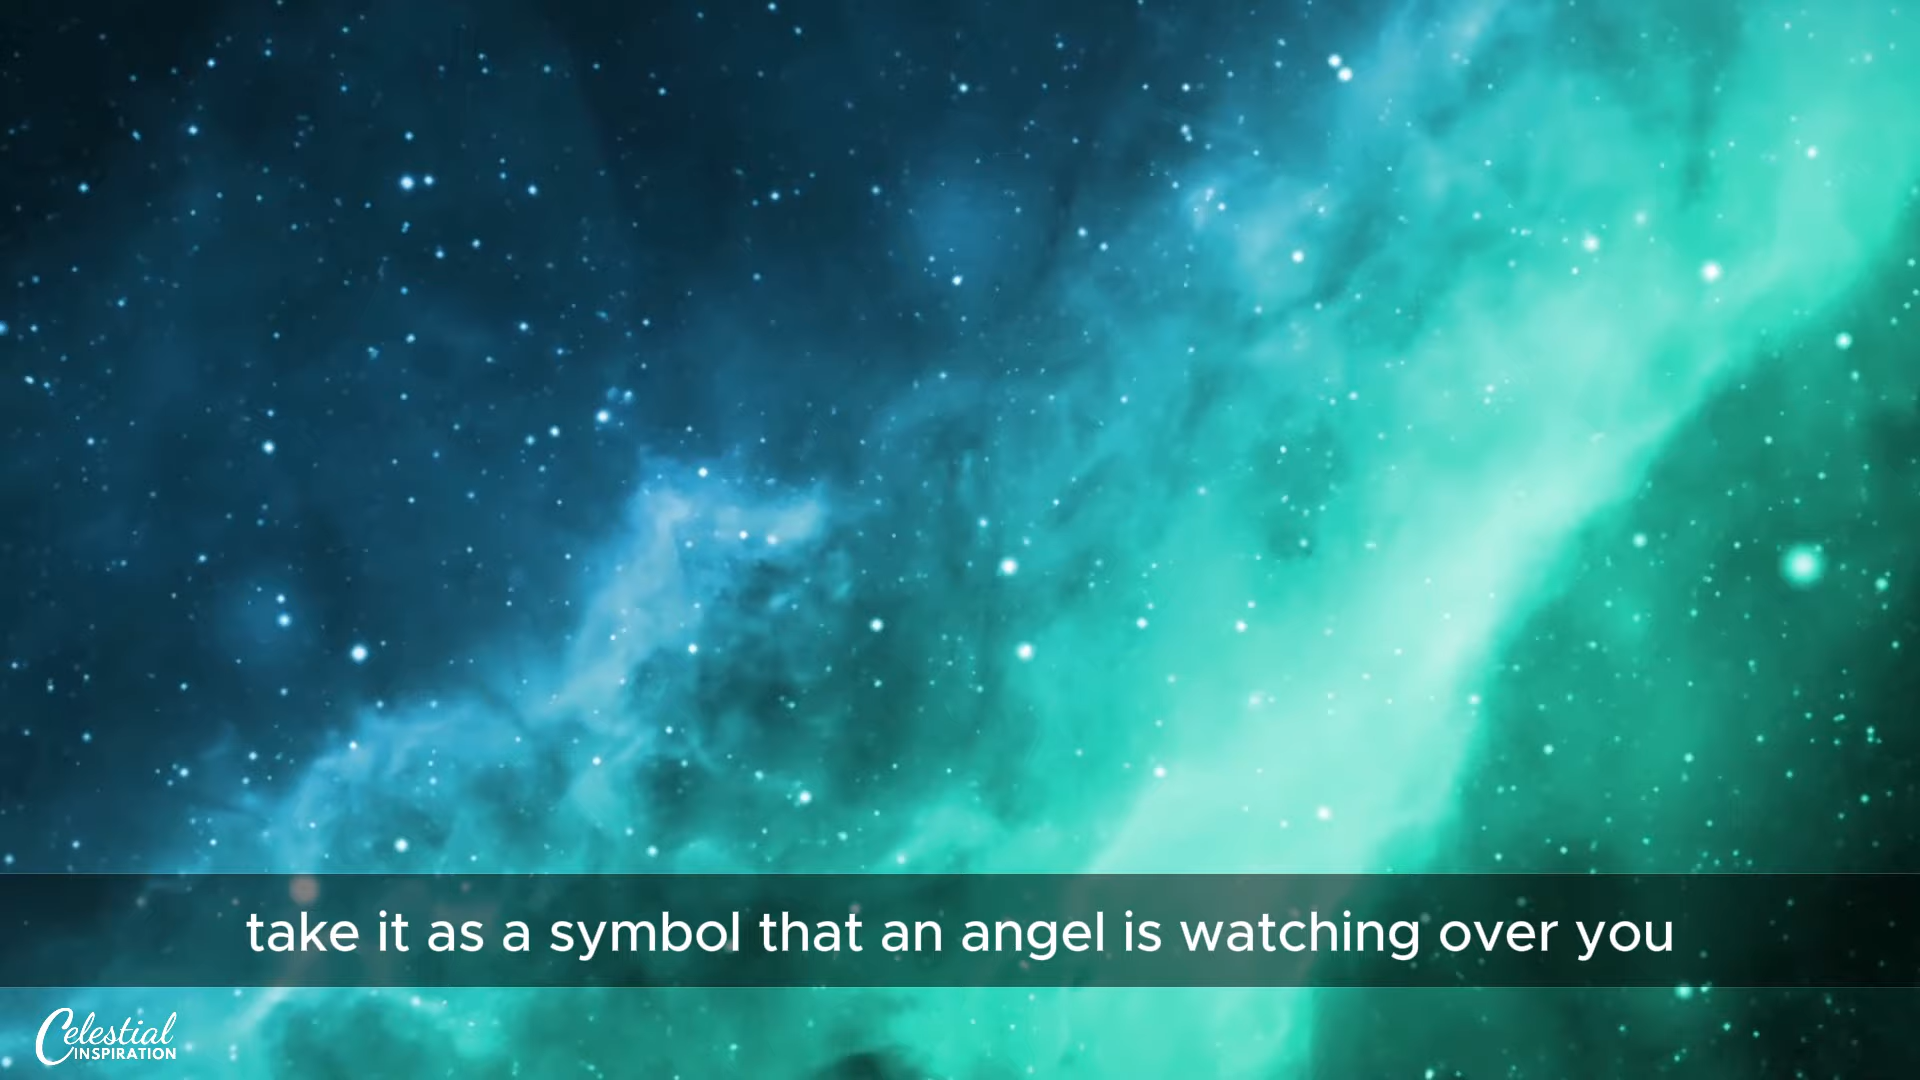 take it as a symbol that an angel is watching over you
Celestial
INSPIRATION